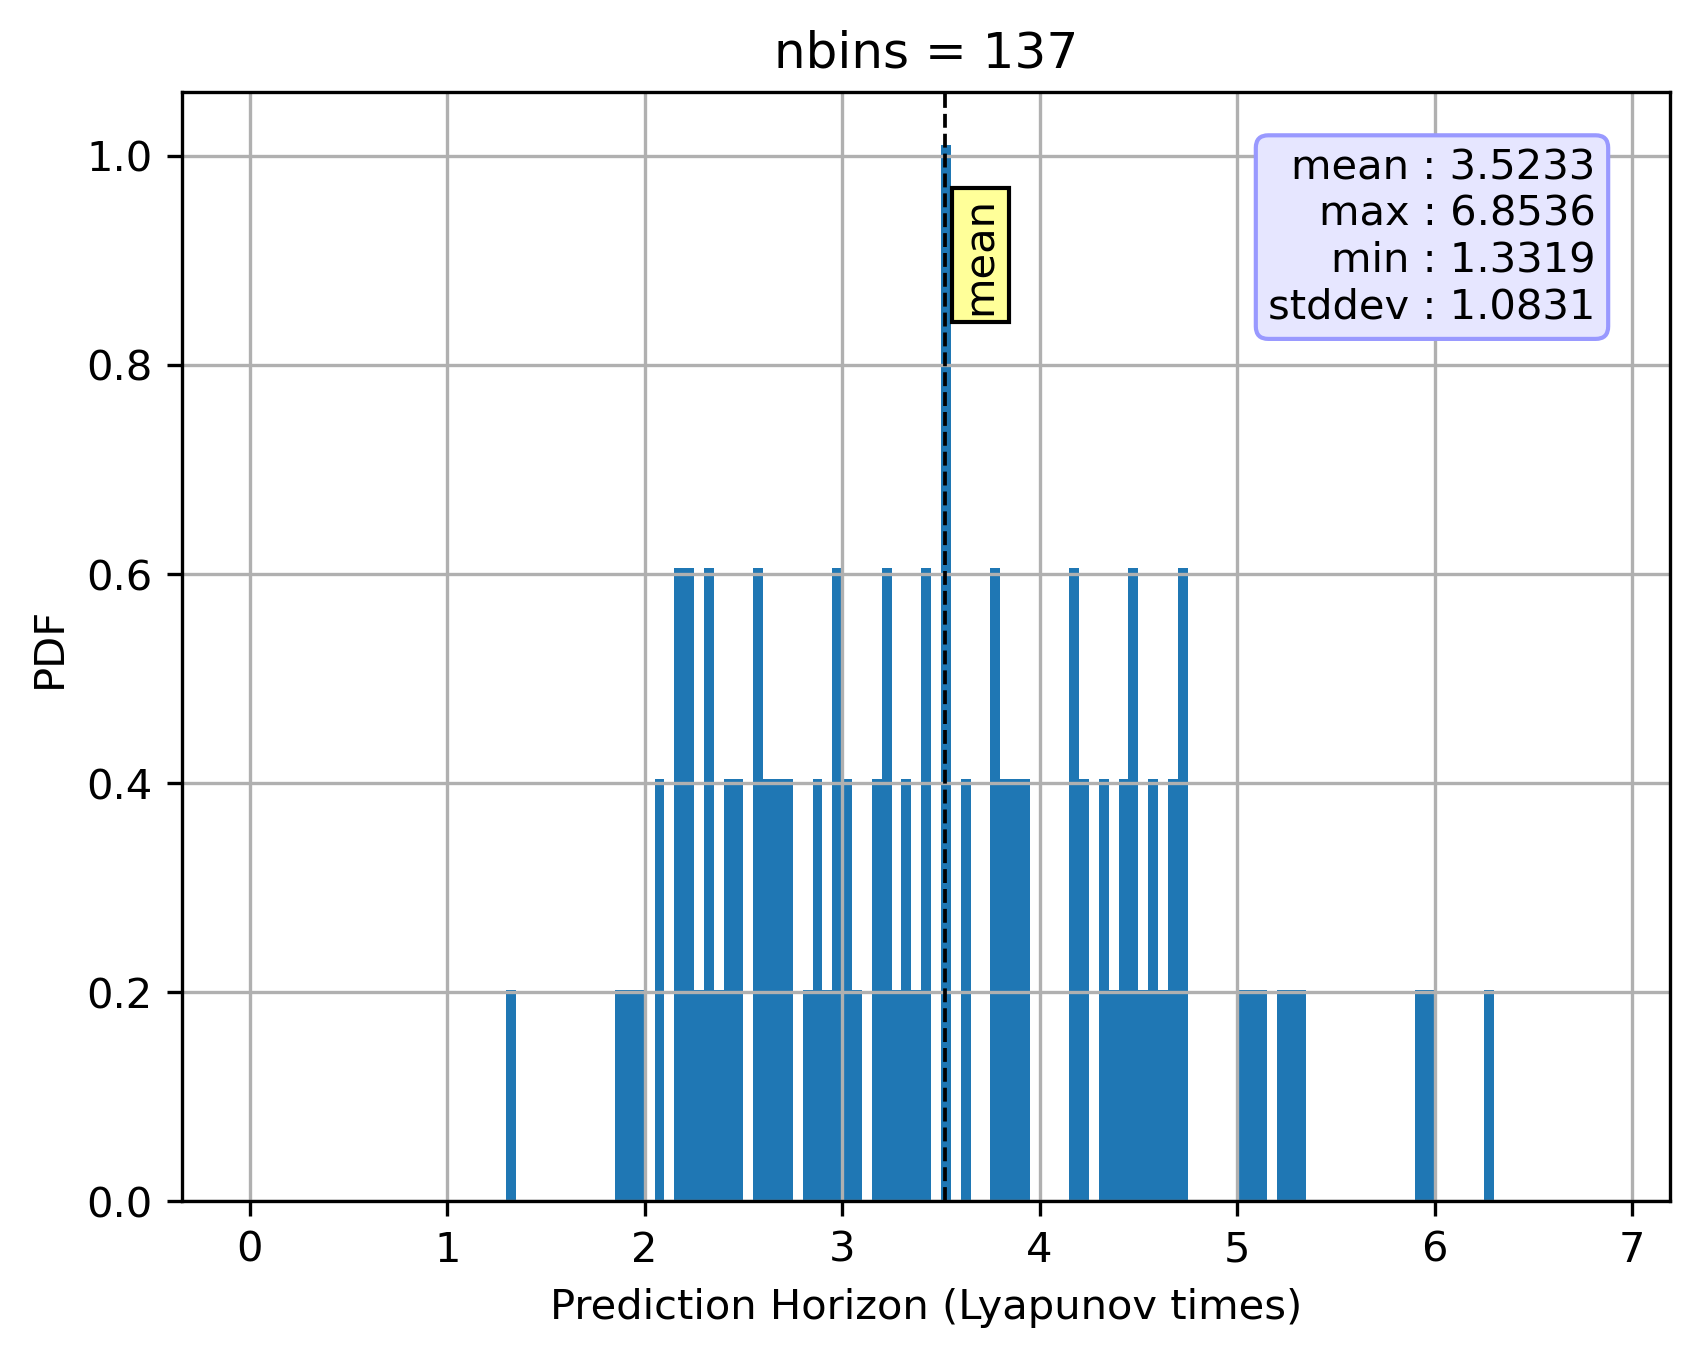 nbins = 137
1.0
0.8
0.6
0.4
0.2
0.0
PDF
mean
mean : 3.5233
max : 6.8536
min : 1.3319
stddev : 1.0831
0 1 2 3 4 5 6 7
Prediction Horizon (Lyapunov times)